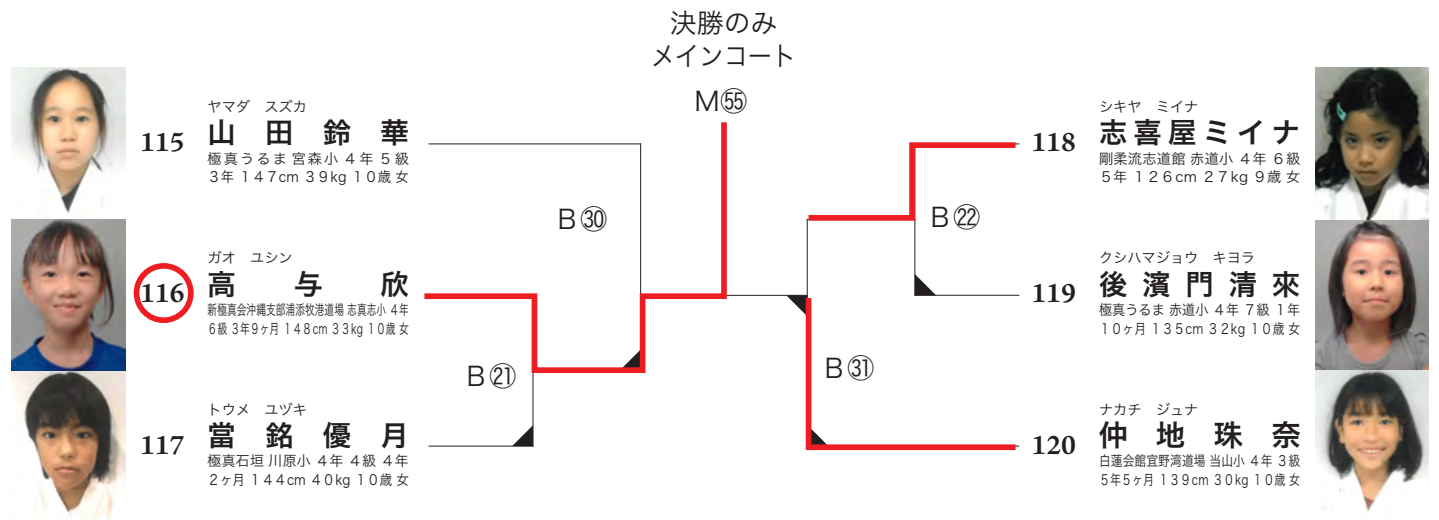 決勝のみ
メインコート
M55
ヤマダ スズカ
115 山田鈴華
極真うるま 宮森小 4年 5級
3年 147cm 39kg 10歳 女
B㉚
ガオ ユシン
116 高与欣
新極真会沖縄支部浦添牧港道場 志真志小 4年
6級 3年9ヶ月 148cm 33kg 10歳 女
B㉑
トウメ ユヅキ
117 當銘優月
極真石垣 川原小 4年 4級 4年
2ヶ月 144cm 40kg 10歳 女
シキヤ ミイナ
118 志喜屋ミイナ
剛柔流志道館 赤道小 4年 6級
5年 126cm 27kg 9歳 女
B㉒
クシハマジョウ キヨラ
119 後濱門清來
極真うるま 赤道小 4年 7級 1年
10ヶ月 135cm 32kg 10歳 女
B㉛
ナカチ ジュナ
120 仲地珠奈
白蓮会館宜野湾道場 当山小 4年 3級
5年5ヶ月 139cm 30kg 10歳 女